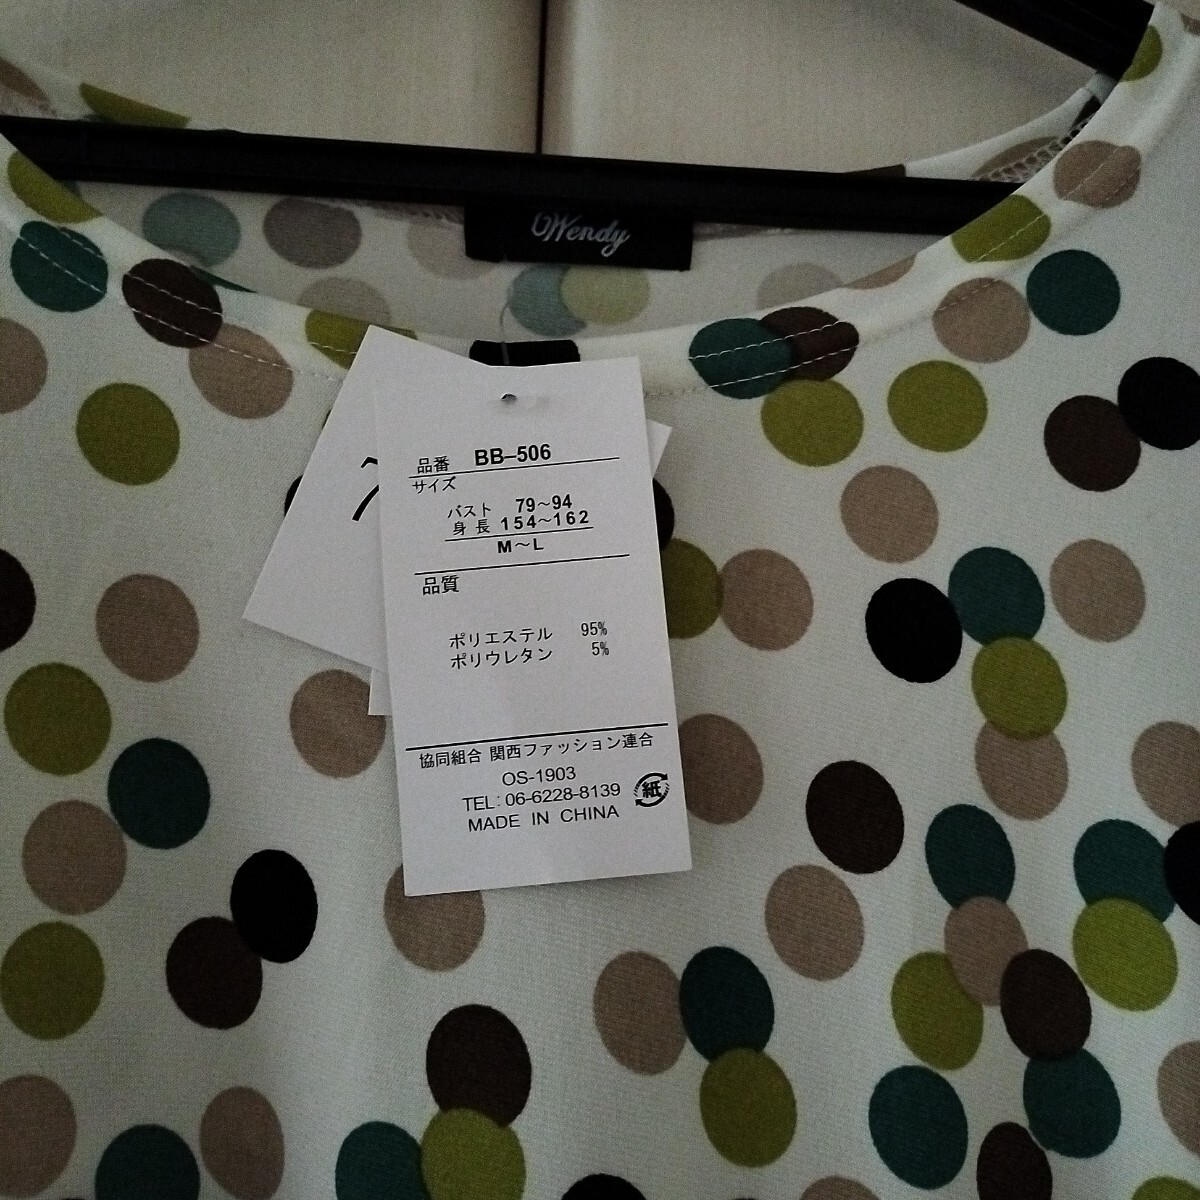 Wendy
品番 BB–506
サイズ
バスト 79～94
身長 154～162
M～L
品質
ポリエステル 95%
ポリウレタン 5%
協同組合 関西ファッション連合
OS-1903
TEL: 06-6228-8139
紙
MADE IN CHINA